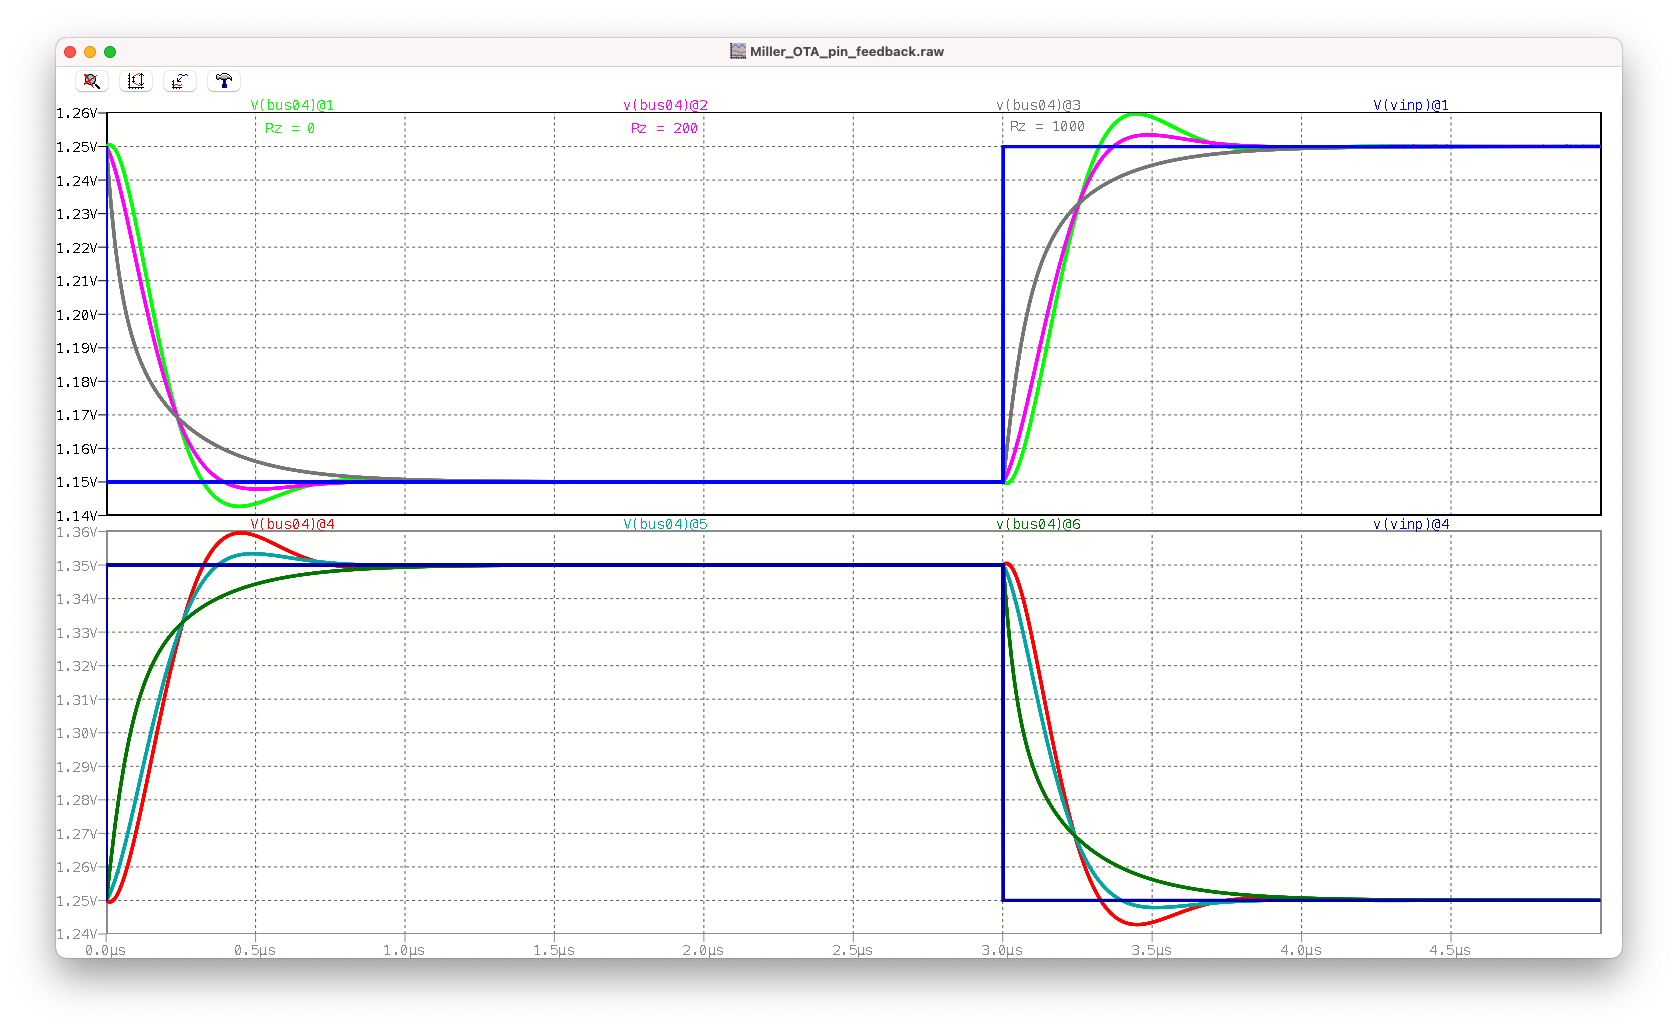 Miller_OTA_pin_feedback.raw
V(bus04)@1 v(bus04)@2 v(bus04)@3 V(vinp)@1
Rz = 0 Rz = 200 Rz = 1000
1.26V
1.25V
1.24V
1.23V
1.22V
1.21V
1.20V
1.19V
1.18V
1.17V
1.16V
1.15V
1.14V
V(bus04)@4 V(bus04)@5 v(bus04)@6 v(vinp)@4
1.36V
1.35V
1.34V
1.33V
1.32V
1.31V
1.30V
1.29V
1.28V
1.27V
1.26V
1.25V
1.24V
0.0µs 0.5µs 1.0µs 1.5µs 2.0µs 2.5µs 3.0µs 3.5µs 4.0µs 4.5µs